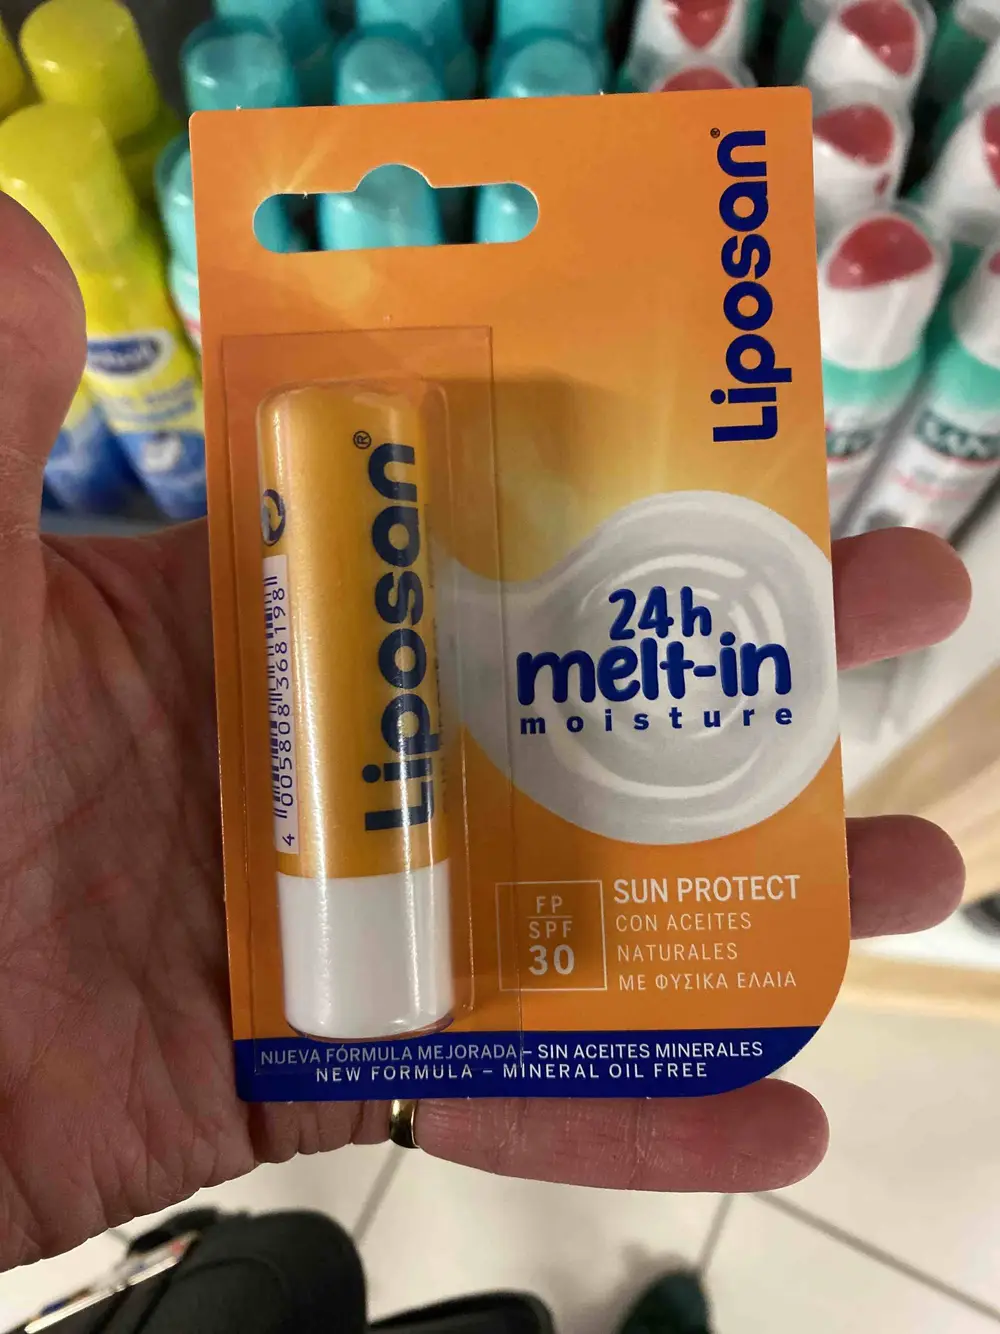 Liposan®
Liposan®
4 005808 368198
24h
melt-in
moisture
FP
SPF
30
SUN PROTECT
CON ACEITES
NATURALES
ΜΕ ΦΥΣΙΚΑ ΕΛΑΙΑ
NUEVA FÓRMULA MEJORADA – SIN ACEITES MINERALES
NEW FORMULA – MINERAL OIL FREE